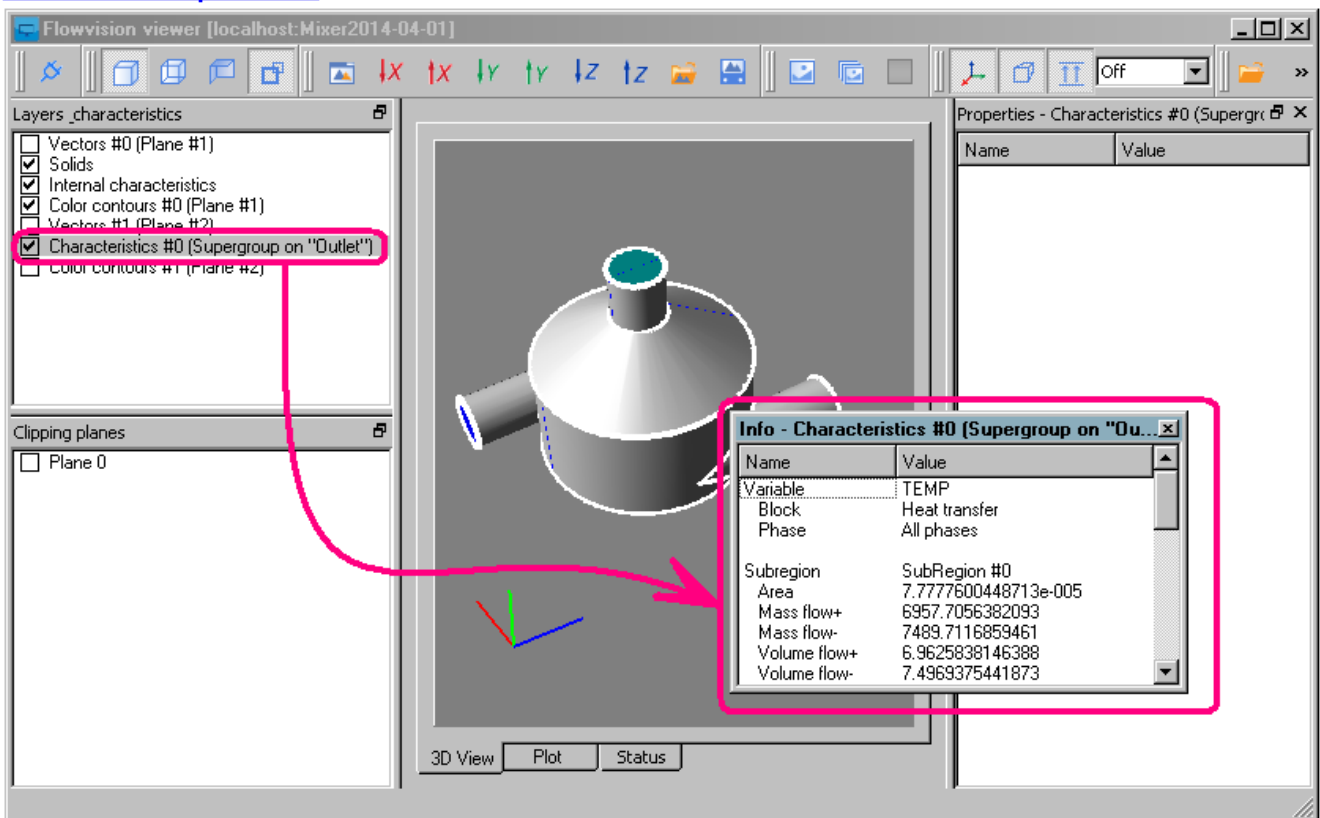 Flowvision viewer [localhost:Mixer2014-04-01]
X X Y Y Z Z Off »
Layers _characteristics
Vectors #0 (Plane #1)
Solids
Internal characteristics
Color contours #0 (Plane #1)
Vectors #1 (Plane #2)
Characteristics #0 (Supergroup on "Outlet")
Color contours #1 (Plane #2)
Clipping planes
Plane 0
3D View Plot Status
Properties - Characteristics #0 (Supergr
Name Value
Info - Characteristics #0 (Supergroup on "Ou...
Name Value
Variable TEMP
Block Heat transfer
Phase All phases
Subregion SubRegion #0
Area 7.7777600448713e-005
Mass flow+ 6957.7056382093
Mass flow- 7489.7116859461
Volume flow+ 6.9625838146388
Volume flow- 7.4969375441873